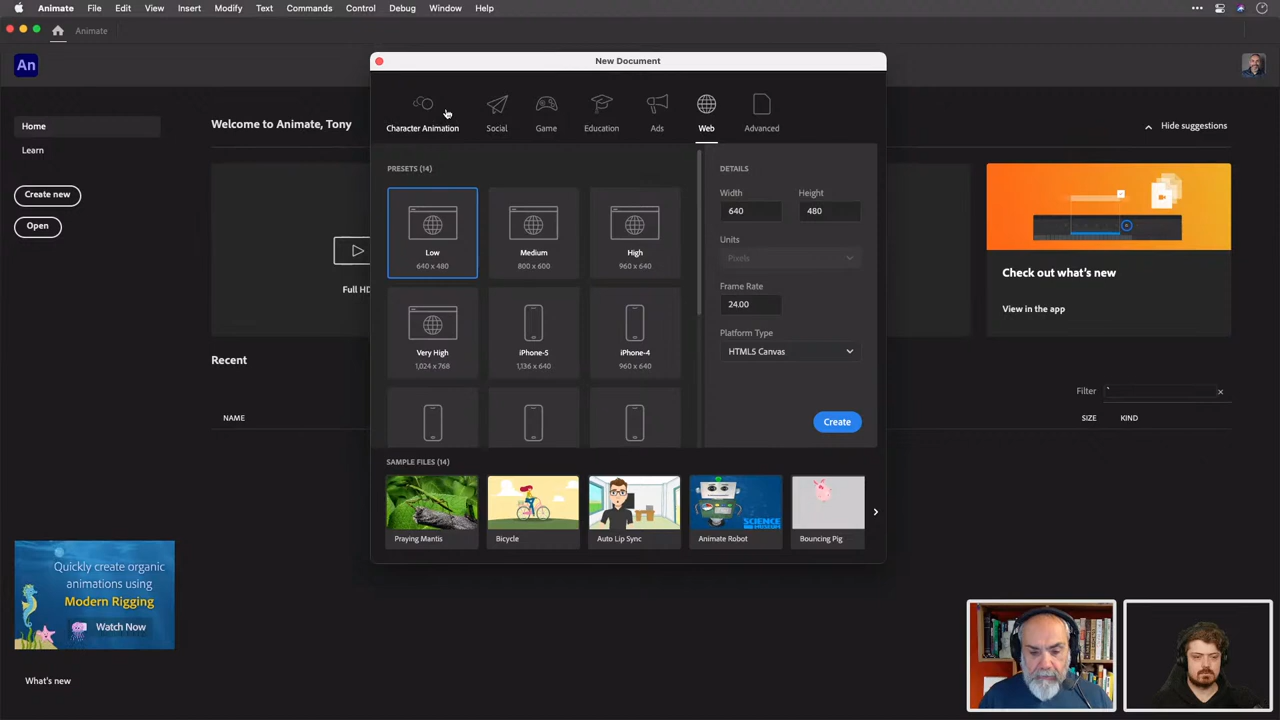 Animate File Edit View Insert Modify Text Commands Control Debug Window Help
Animate
An
New Document
Home
Learn
Create new
Open
Welcome to Animate, Tony
Hide suggestions
Character Animation
Social
Game
Education
Ads
Web
Advanced
PRESETS (14)
Low
640 x 480
Medium
800 x 600
High
960 x 640
Very High
1,024 x 768
iPhone-5
1,136 x 640
iPhone-4
960 x 640
DETAILS
Width
Height
640
480
Units
Pixels
Frame Rate
24.00
Platform Type
HTML5 Canvas
Create
Full HD
Check out what's new
View in the app
Recent
Filter
NAME
SIZE
KIND
SAMPLE FILES (14)
Praying Mantis
Bicycle
Auto Lip Sync
SCIENCE
Animate Robot
Bouncing Pig
Quickly create organic
animations using
Modern Rigging
Watch Now
What's new